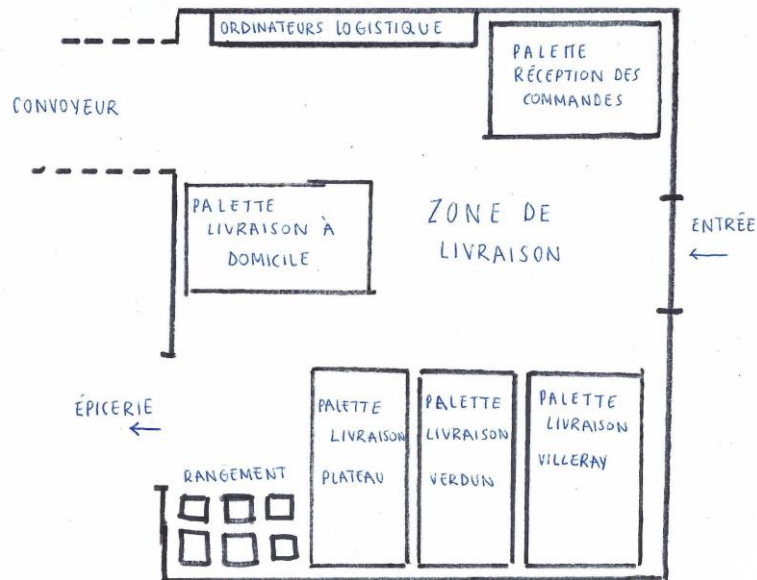 ORDINATEURS LOGISTIQUE
PALETTE
RÉCEPTION DES
COMMANDES
CONVOYEUR
PALETTE
LIVRAISON À
DOMICILE
ZONE DE
LIVRAISON
ENTRÉE
ÉPICERIE
RANGEMENT
PALETTE
LIVRAISON
PLATEAU
PALETTE
LIVRAISON
VERDUN
PALETTE
LIVRAISON
VILLERAY